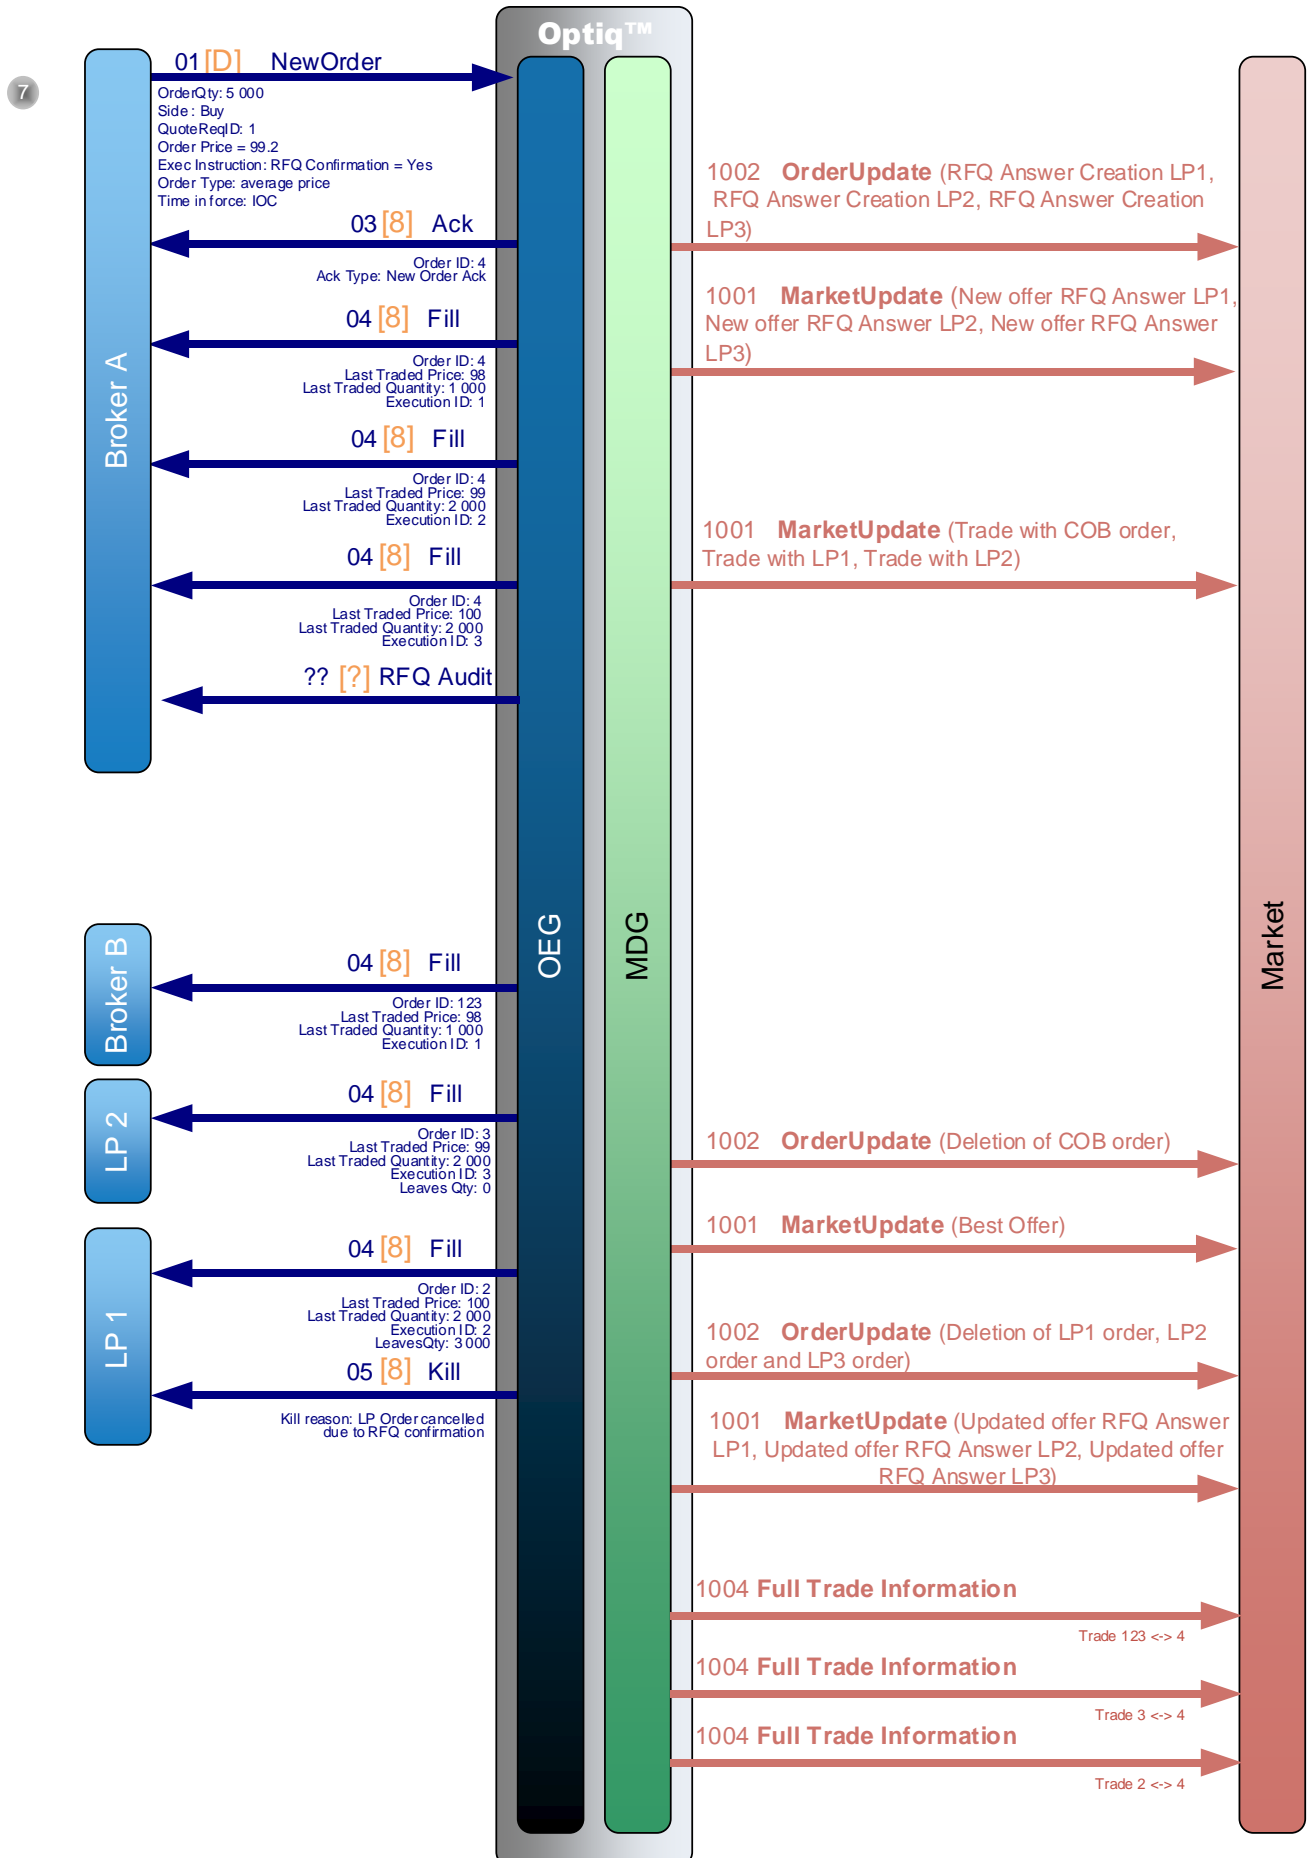 Optiq™
7
01 [D] NewOrder
OrderQty: 5 000
Side : Buy
QuoteReqID: 1
Order Price = 99.2
Exec Instruction: RFQ Confirmation = Yes
Order Type: average price
Time in force: IOC
03 [8] Ack
Order ID: 4
Ack Type: New Order Ack
04 [8] Fill
Order ID: 4
Last Traded Price: 98
Last Traded Quantity: 1 000
Execution ID: 1
04 [8] Fill
Order ID: 4
Last Traded Price: 99
Last Traded Quantity: 2 000
Execution ID: 2
04 [8] Fill
Order ID: 4
Last Traded Price: 100
Last Traded Quantity: 2 000
Execution ID: 3
?? [?] RFQ Audit
Broker A
Broker B
04 [8] Fill
Order ID: 123
Last Traded Price: 98
Last Traded Quantity: 1 000
Execution ID: 1
LP 2
04 [8] Fill
Order ID: 3
Last Traded Price: 99
Last Traded Quantity: 2 000
Execution ID: 3
Leaves Qty: 0
LP 1
04 [8] Fill
Order ID: 2
Last Traded Price: 100
Last Traded Quantity: 2 000
Execution ID: 2
LeavesQty: 3 000
05 [8] Kill
Kill reason: LP Order cancelled
due to RFQ confirmation
OEG
MDG
1002 OrderUpdate (RFQ Answer Creation LP1,
RFQ Answer Creation LP2, RFQ Answer Creation
LP3)
1001 MarketUpdate (New offer RFQ Answer LP1,
New offer RFQ Answer LP2, New offer RFQ Answer
LP3)
1001 MarketUpdate (Trade with COB order,
Trade with LP1, Trade with LP2)
1002 OrderUpdate (Deletion of COB order)
1001 MarketUpdate (Best Offer)
1002 OrderUpdate (Deletion of LP1 order, LP2
order and LP3 order)
1001 MarketUpdate (Updated offer RFQ Answer
LP1, Updated offer RFQ Answer LP2, Updated offer
RFQ Answer LP3)
1004 Full Trade Information
Trade 123 <-> 4
1004 Full Trade Information
Trade 3 <-> 4
1004 Full Trade Information
Trade 2 <-> 4
Market